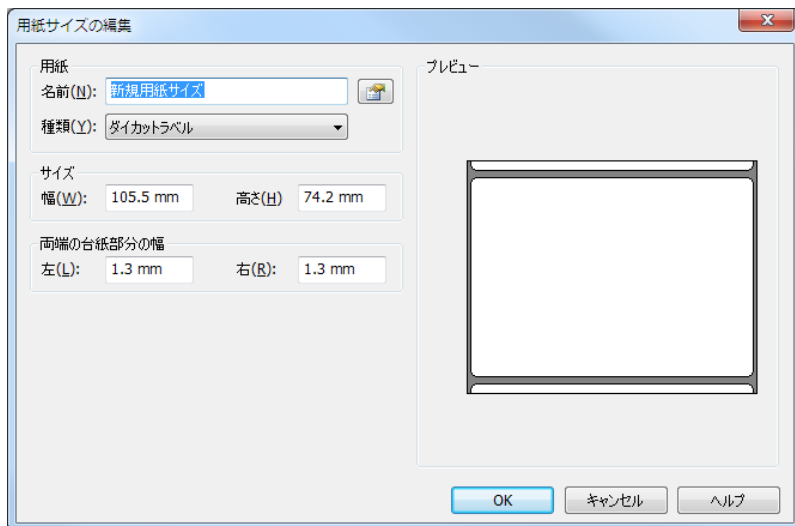 用紙サイズの編集
用紙
名前(N): 新規用紙サイズ
種類(Y): ダイカットラベル
サイズ
幅(W): 105.5 mm 高さ(H) 74.2 mm
両端の台紙部分の幅
左(L): 1.3 mm 右(R): 1.3 mm
プレビュー
OK キャンセル ヘルプ